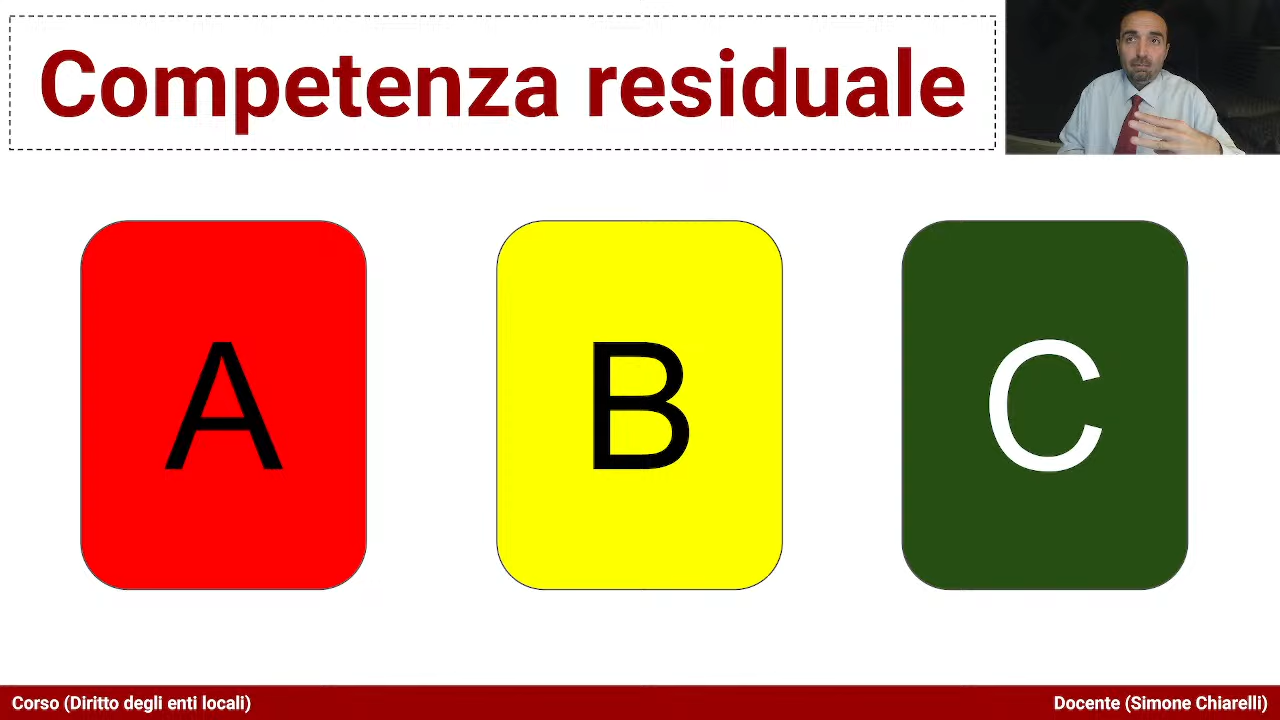 Competenza residuale
A
B
C
Corso (Diritto degli enti locali)
Docente (Simone Chiarelli)